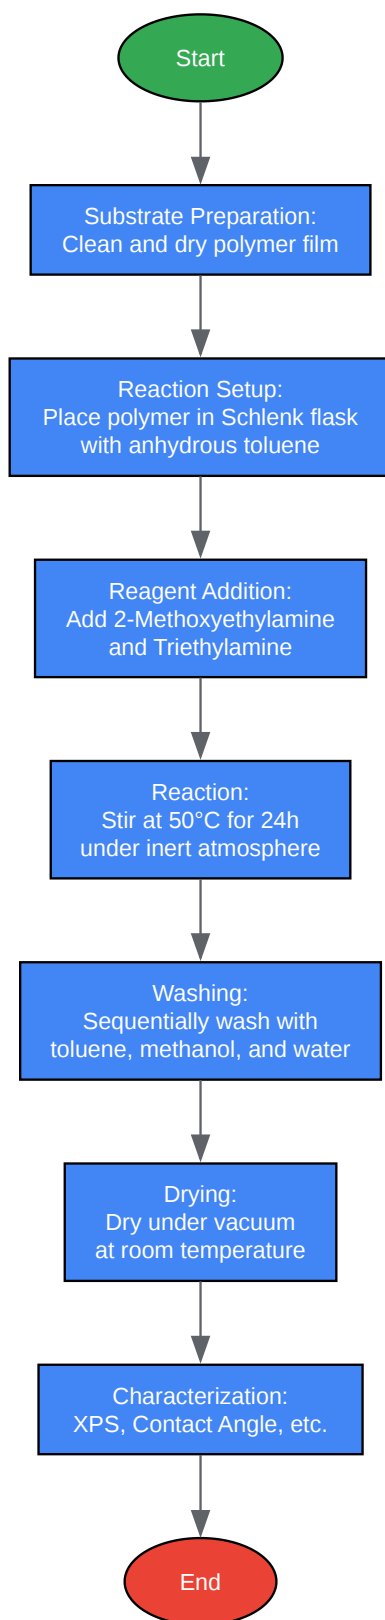 Start
Substrate Preparation:
Clean and dry polymer film
Reaction Setup:
Place polymer in Schlenk flask
with anhydrous toluene
Reagent Addition:
Add 2-Methoxyethylamine
and Triethylamine
Reaction:
Stir at 50°C for 24h
under inert atmosphere
Washing:
Sequentially wash with
toluene, methanol, and water
Drying:
Dry under vacuum
at room temperature
Characterization:
XPS, Contact Angle, etc.
End